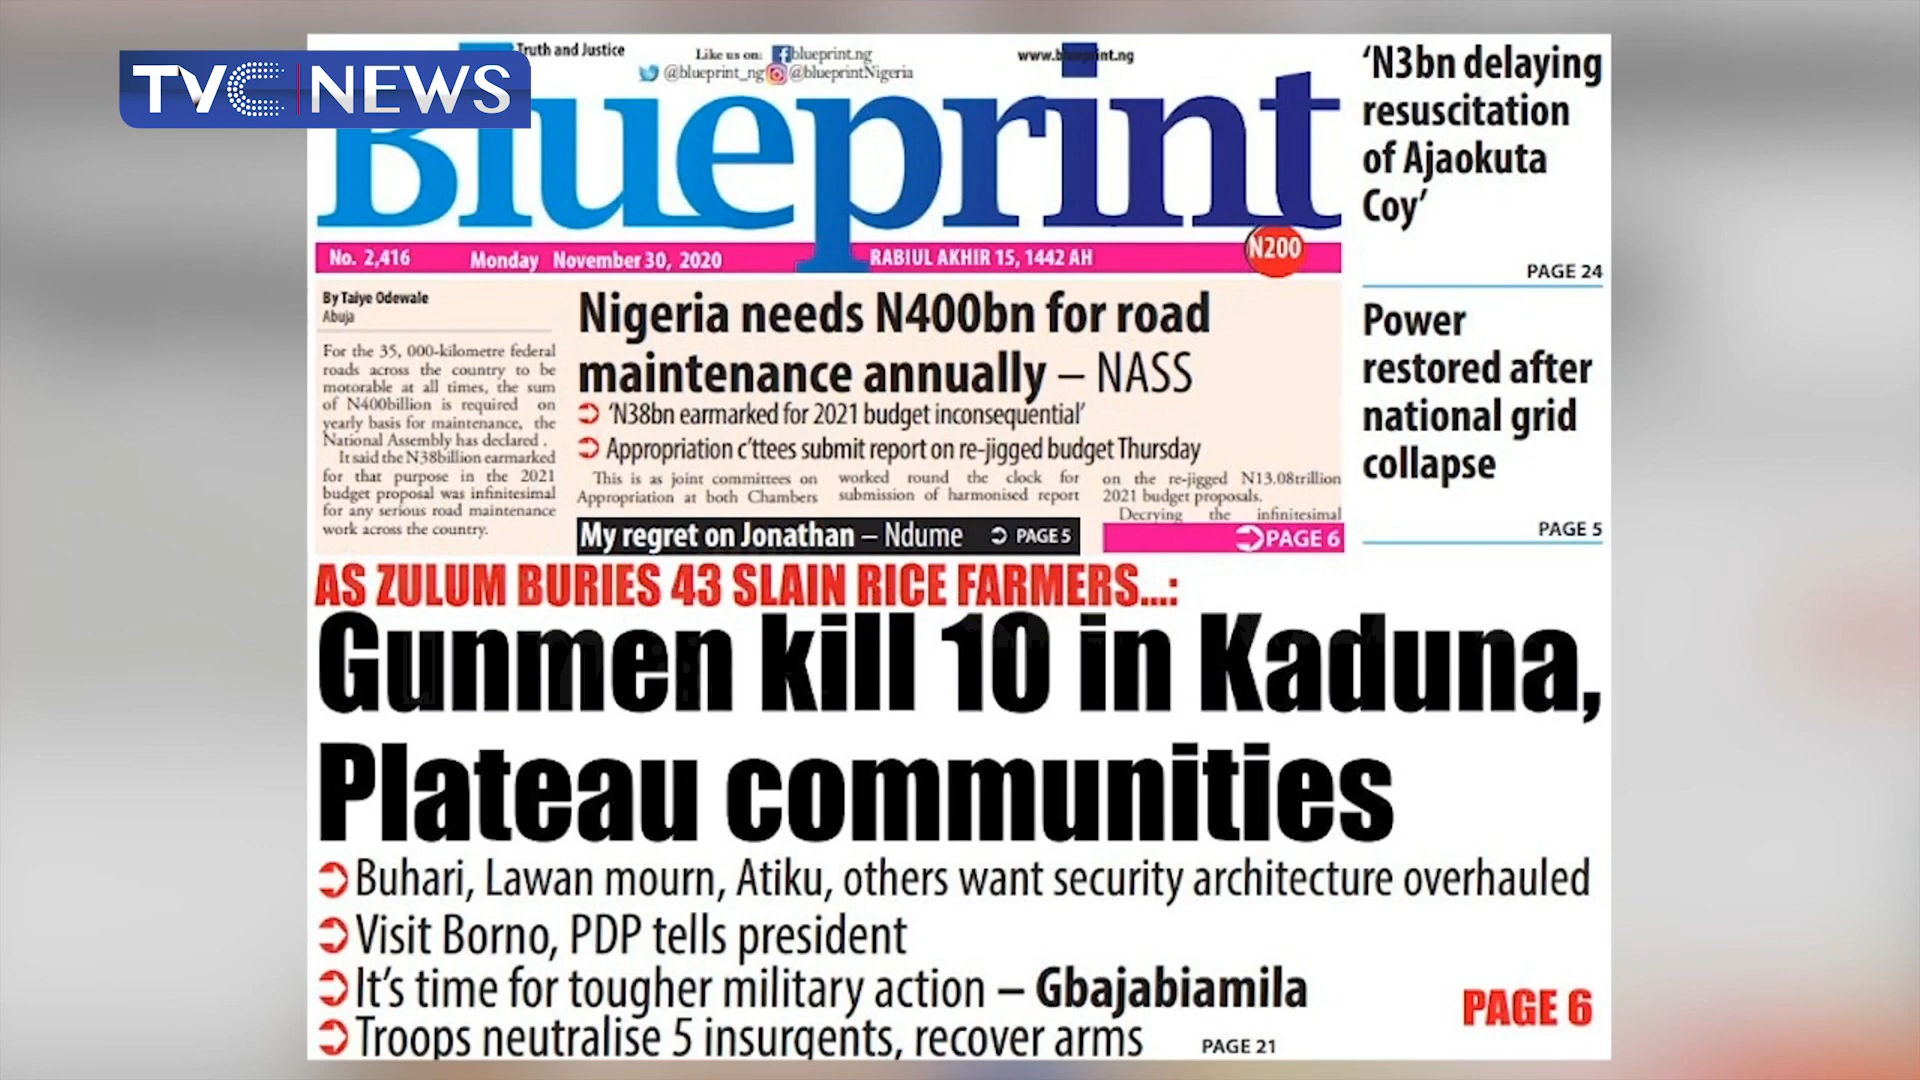 TVC NEWS
Truth and Justice
Like us on: blueprint.ng
@blueprint_ng @blueprintNigeria
www.blueprint.ng
Blueprint
No. 2,416 Monday November 30, 2020 RABIUL AKHIR 15, 1442 AH N200
'N3bn delaying
resuscitation
of Ajaokuta
Coy'
PAGE 24
Power
restored after
national grid
collapse
PAGE 5
By Taiye Odewale
Abuja
For the 35, 000-kilometre federal
roads across the country to be
motorable at all times, the sum
of N400billion is required on
yearly basis for maintenance, the
National Assembly has declared .
It said the N38billion earmarked
for that purpose in the 2021
budget proposal was infinitesimal
for any serious road maintenance
work across the country.
Nigeria needs N400bn for road
maintenance annually – NASS
'N38bn earmarked for 2021 budget inconsequential'
Appropriation c'ttees submit report on re-jigged budget Thursday
This is as joint committees on
Appropriation at both Chambers
worked round the clock for
submission of harmonised report
on the re-jigged N13.08trillion
2021 budget proposals.
Decrying the infinitesimal
PAGE 6
My regret on Jonathan – Ndume PAGE 5
AS ZULUM BURIES 43 SLAIN RICE FARMERS...:
Gunmen kill 10 in Kaduna,
Plateau communities
Buhari, Lawan mourn, Atiku, others want security architecture overhauled
Visit Borno, PDP tells president
It's time for tougher military action – Gbajabiamila
Troops neutralise 5 insurgents, recover arms PAGE 21
PAGE 6